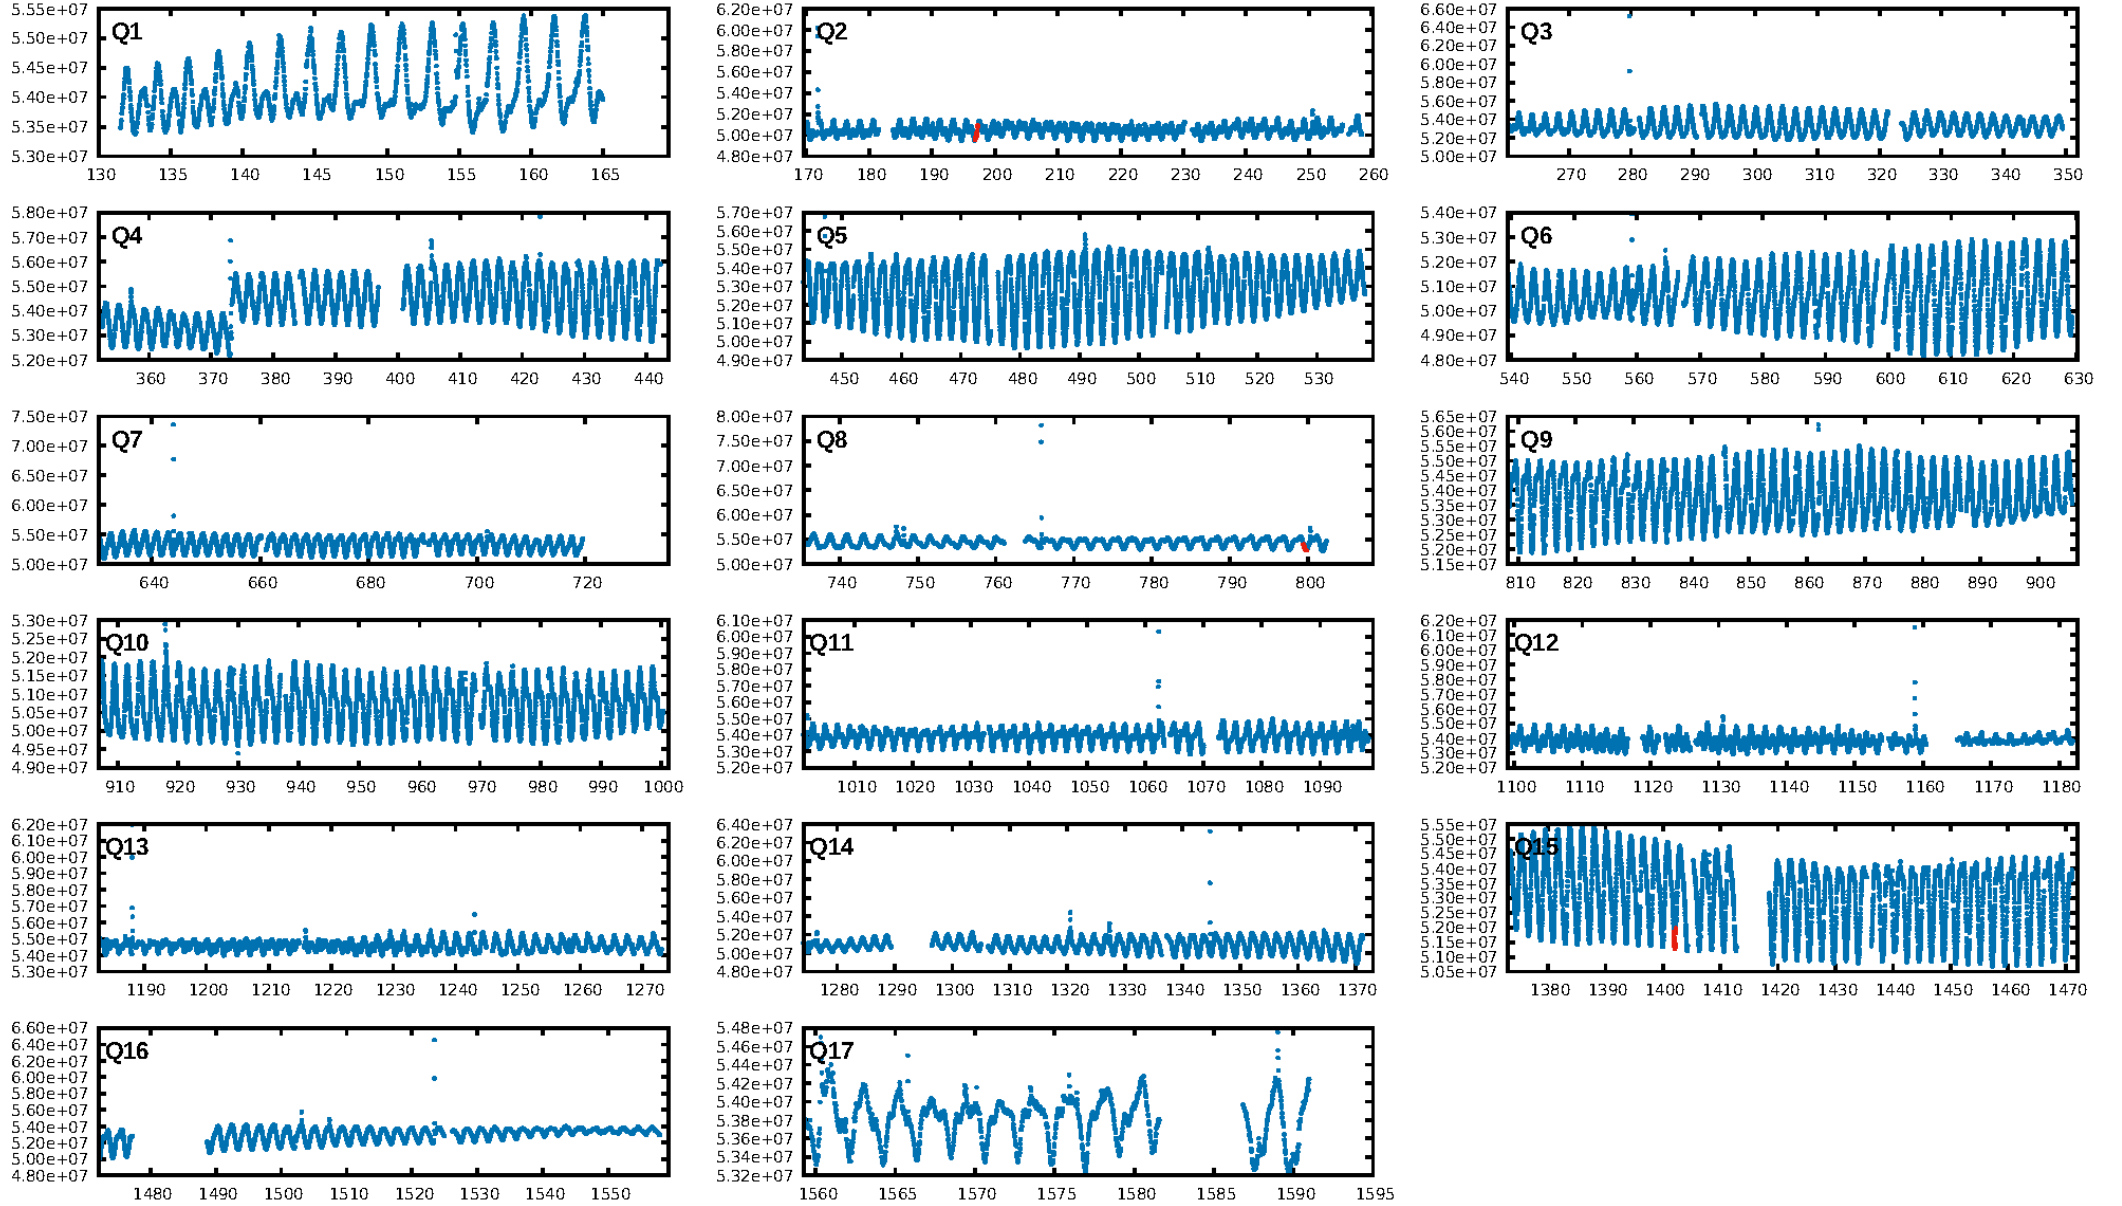 5.55e+07
5.50e+07
5.45e+07
5.40e+07
5.35e+07
5.30e+07
Q1
130 135 140 145 150 155 160 165
6.20e+07
6.00e+07
5.80e+07
5.60e+07
5.40e+07
5.20e+07
5.00e+07
4.80e+07
Q2
170 180 190 200 210 220 230 240 250 260
6.60e+07
6.40e+07
6.20e+07
6.00e+07
5.80e+07
5.60e+07
5.40e+07
5.20e+07
5.00e+07
Q3
270 280 290 300 310 320 330 340 350
5.80e+07
5.70e+07
5.60e+07
5.50e+07
5.40e+07
5.30e+07
5.20e+07
Q4
360 370 380 390 400 410 420 430 440
5.70e+07
5.60e+07
5.50e+07
5.40e+07
5.30e+07
5.20e+07
5.10e+07
5.00e+07
4.90e+07
Q5
450 460 470 480 490 500 510 520 530
5.40e+07
5.30e+07
5.20e+07
5.10e+07
5.00e+07
4.90e+07
4.80e+07
Q6
540 550 560 570 580 590 600 610 620 630
7.50e+07
7.00e+07
6.50e+07
6.00e+07
5.50e+07
5.00e+07
Q7
640 660 680 700 720
8.00e+07
7.50e+07
7.00e+07
6.50e+07
6.00e+07
5.50e+07
5.00e+07
Q8
740 750 760 770 780 790 800
5.65e+07
5.60e+07
5.55e+07
5.50e+07
5.45e+07
5.40e+07
5.35e+07
5.30e+07
5.25e+07
5.20e+07
5.15e+07
Q9
810 820 830 840 850 860 870 880 890 900
5.30e+07
5.25e+07
5.20e+07
5.15e+07
5.10e+07
5.05e+07
5.00e+07
4.95e+07
4.90e+07
Q10
910 920 930 940 950 960 970 980 990 1000
6.10e+07
6.00e+07
5.90e+07
5.80e+07
5.70e+07
5.60e+07
5.50e+07
5.40e+07
5.30e+07
5.20e+07
Q11
1010 1020 1030 1040 1050 1060 1070 1080 1090
6.20e+07
6.10e+07
6.00e+07
5.90e+07
5.80e+07
5.70e+07
5.60e+07
5.50e+07
5.40e+07
5.30e+07
5.20e+07
Q12
1100 1110 1120 1130 1140 1150 1160 1170 1180
6.20e+07
6.10e+07
6.00e+07
5.90e+07
5.80e+07
5.70e+07
5.60e+07
5.50e+07
5.40e+07
5.30e+07
Q13
1190 1200 1210 1220 1230 1240 1250 1260 1270
6.40e+07
6.20e+07
6.00e+07
5.80e+07
5.60e+07
5.40e+07
5.20e+07
5.00e+07
4.80e+07
Q14
1280 1290 1300 1310 1320 1330 1340 1350 1360 1370
5.55e+07
5.50e+07
5.45e+07
5.40e+07
5.35e+07
5.30e+07
5.25e+07
5.20e+07
5.15e+07
5.10e+07
5.05e+07
Q15
1380 1390 1400 1410 1420 1430 1440 1450 1460 1470
6.60e+07
6.40e+07
6.20e+07
6.00e+07
5.80e+07
5.60e+07
5.40e+07
5.20e+07
5.00e+07
4.80e+07
Q16
1480 1490 1500 1510 1520 1530 1540 1550
5.48e+07
5.46e+07
5.44e+07
5.42e+07
5.40e+07
5.38e+07
5.36e+07
5.34e+07
5.32e+07
Q17
1560 1565 1570 1575 1580 1585 1590 1595